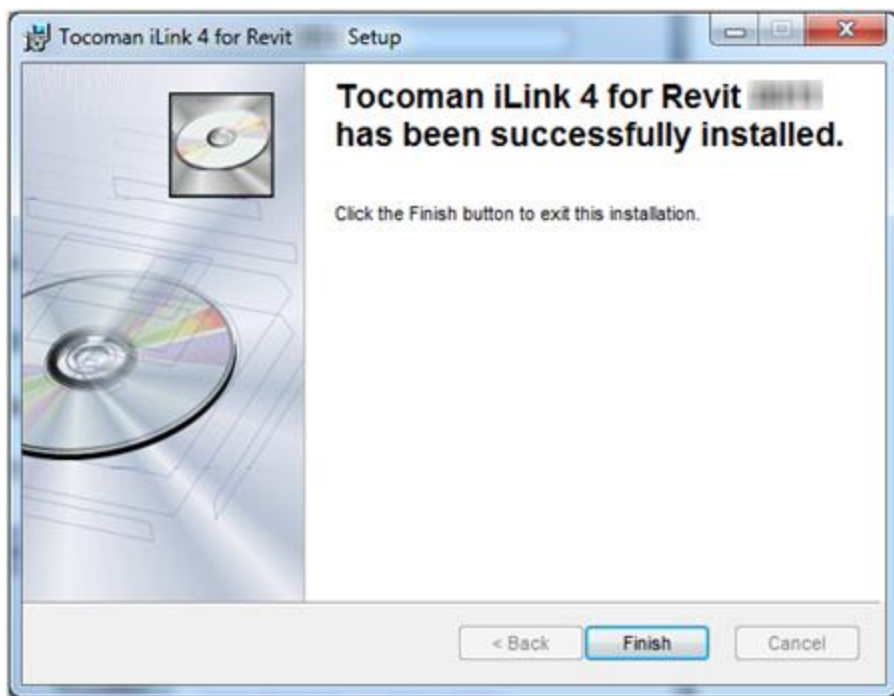 Tocoman iLink 4 for Revit Setup
Tocoman iLink 4 for Revit
has been successfully installed.
Click the Finish button to exit this installation.
< Back Finish Cancel